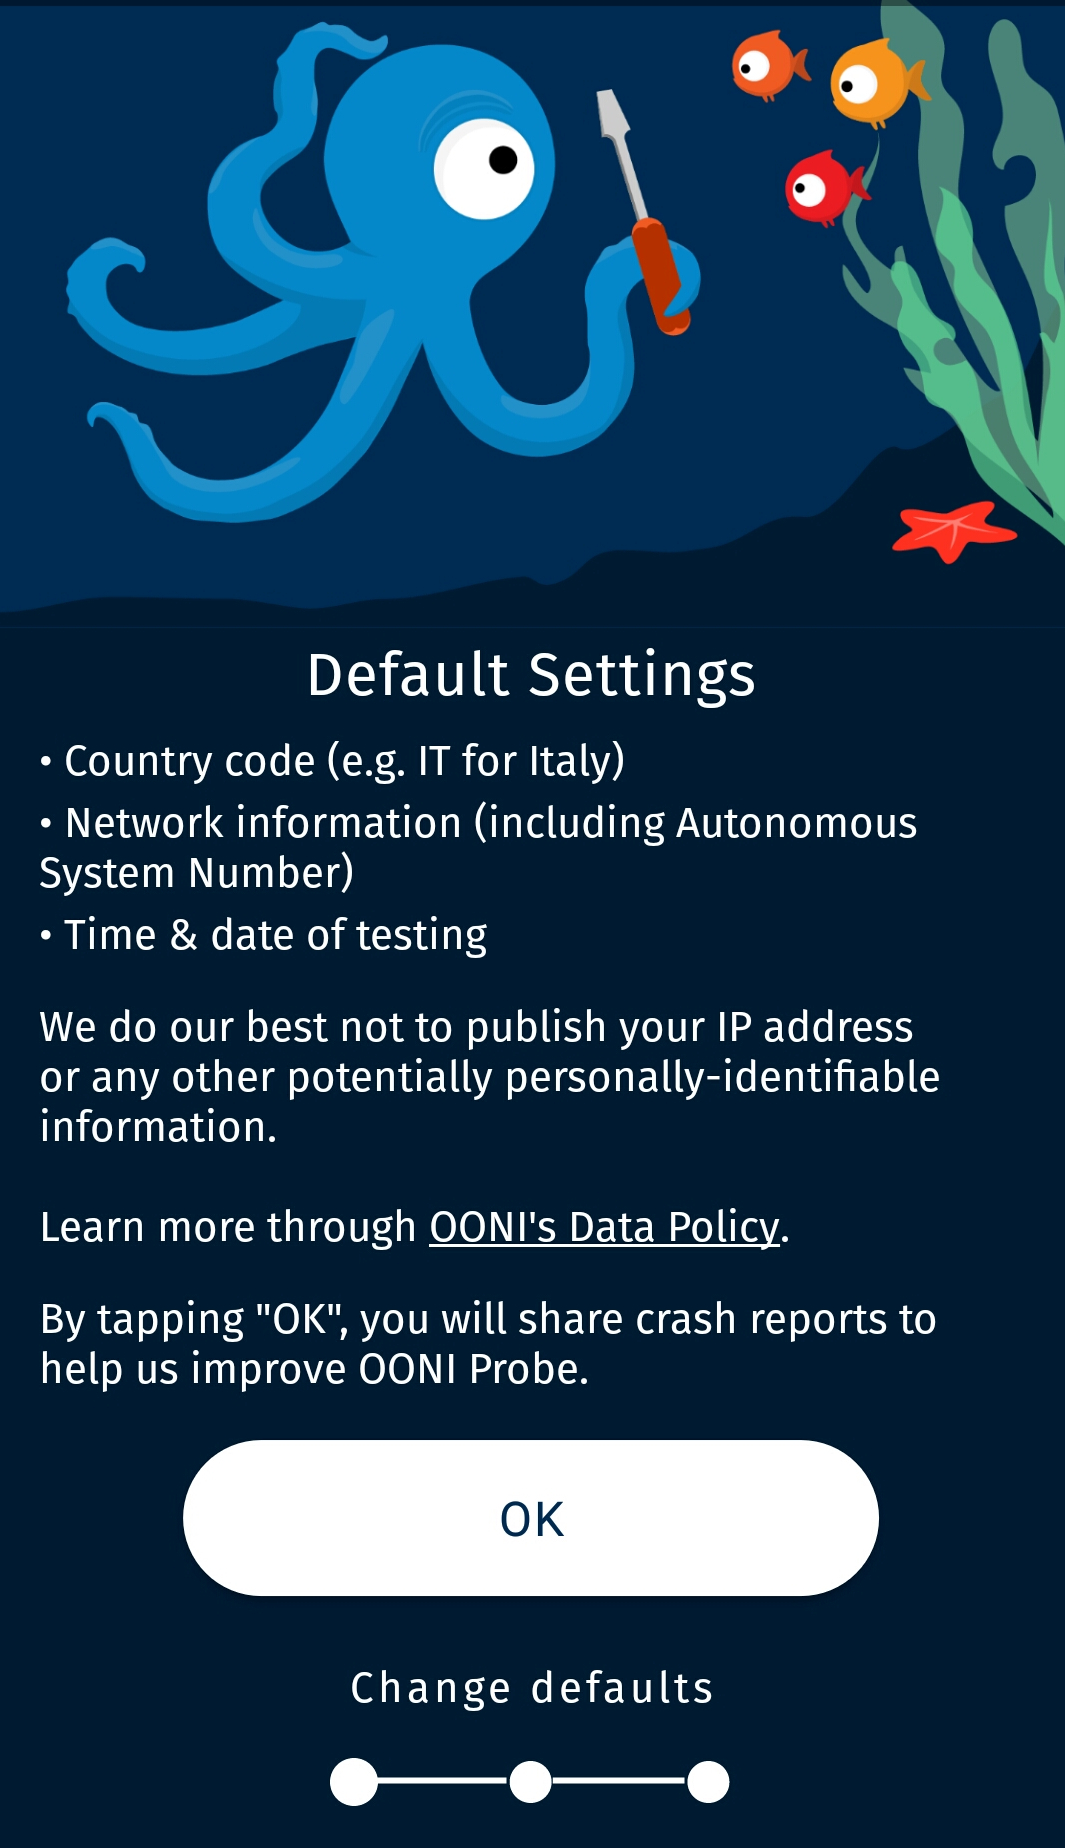 Default Settings
• Country code (e.g. IT for Italy)
• Network information (including Autonomous
System Number)
• Time & date of testing
We do our best not to publish your IP address
or any other potentially personally-identifiable
information.
Learn more through OONI's Data Policy.
By tapping "OK", you will share crash reports to
help us improve OONI Probe.
OK
Change defaults